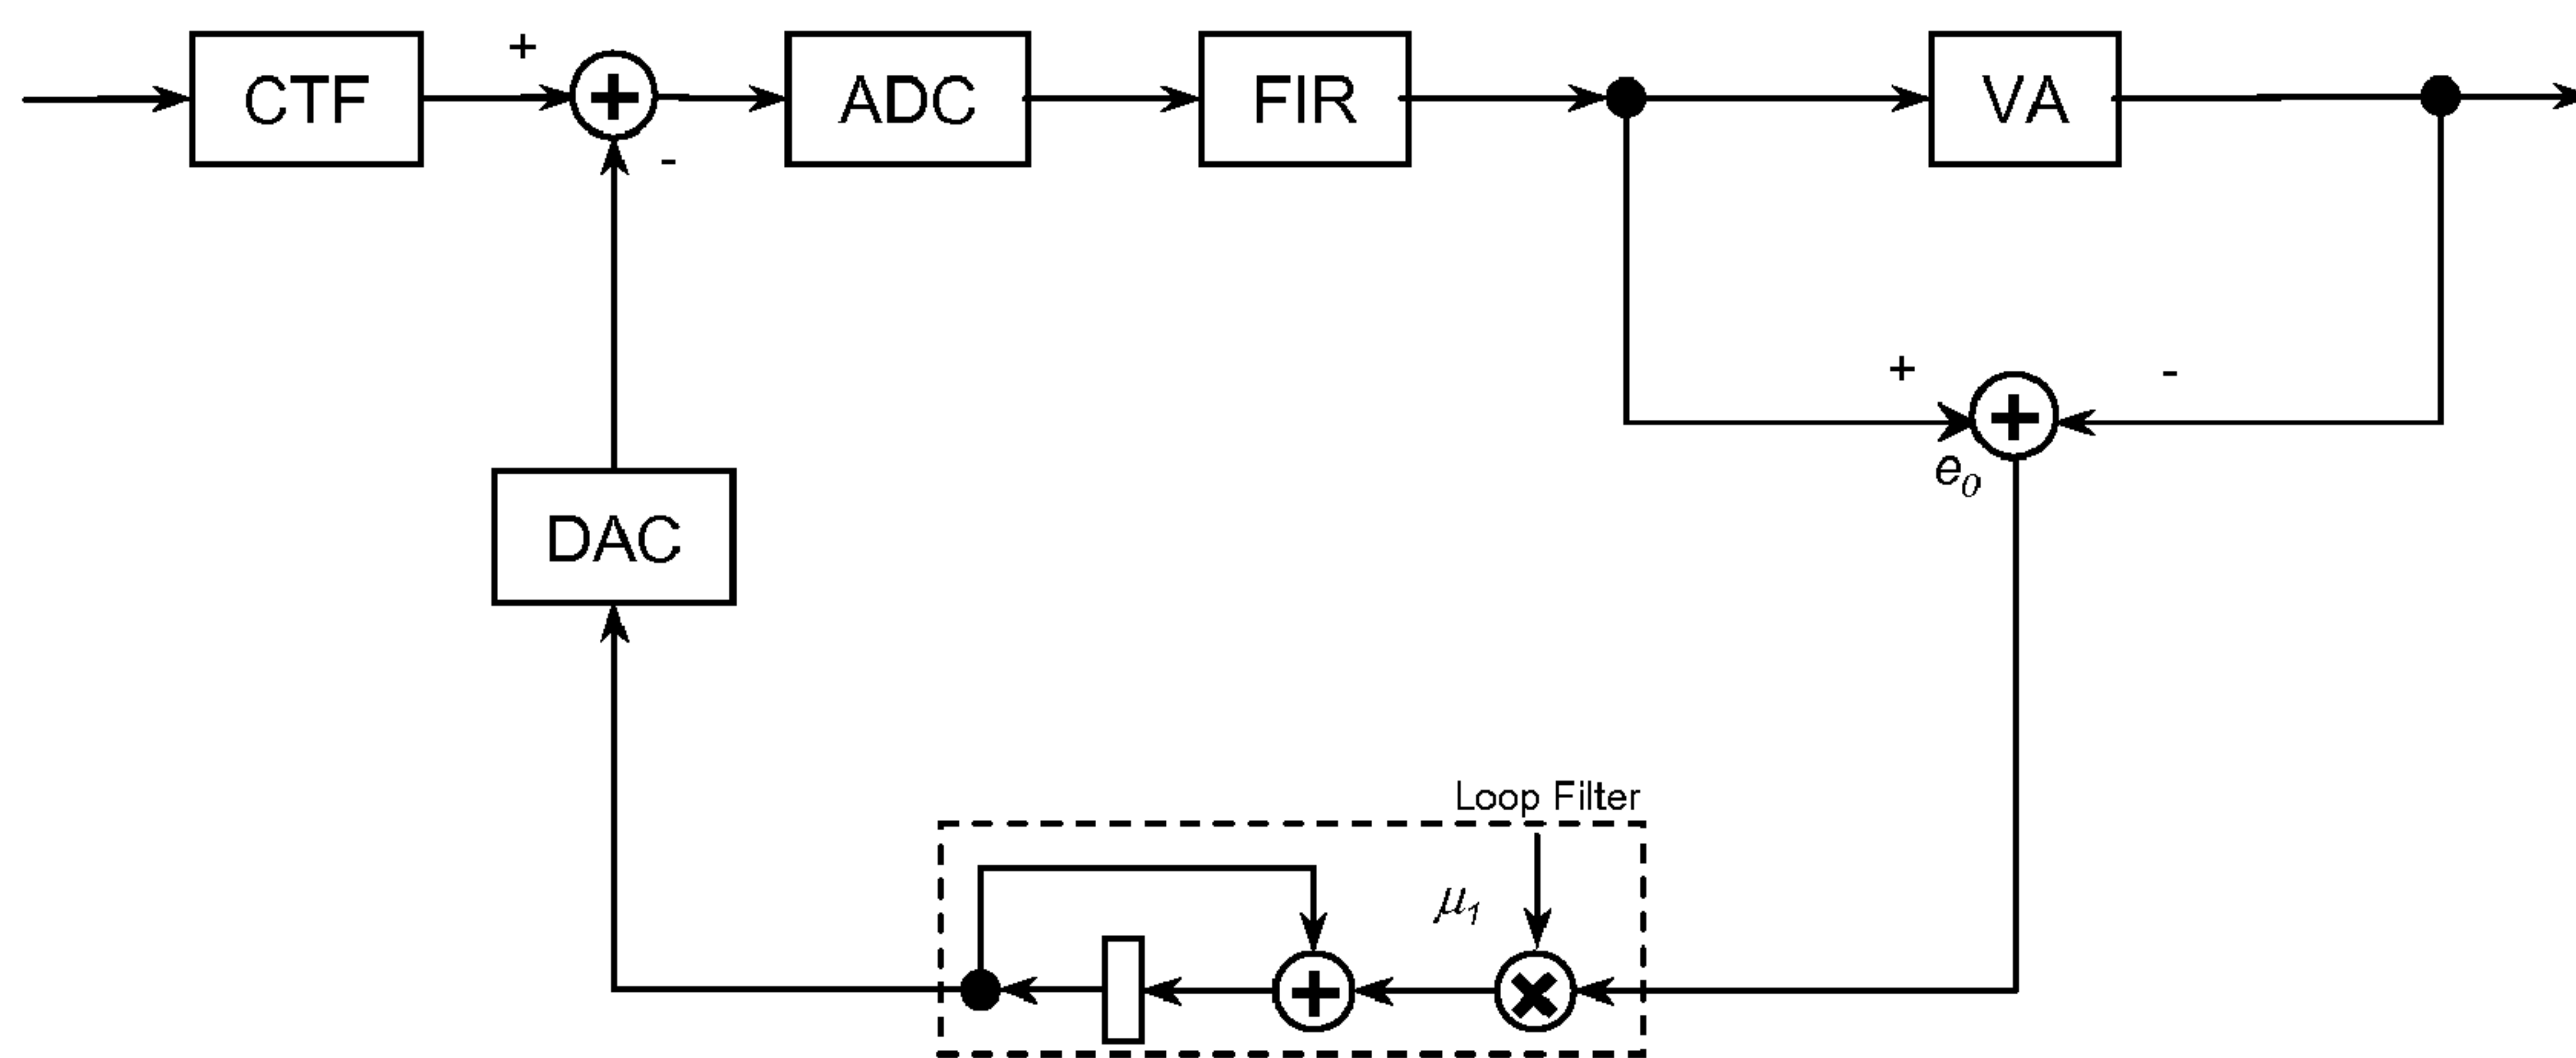 CTF
+
-
ADC
FIR
VA
+
-
e0
DAC
Loop Filter
μ1